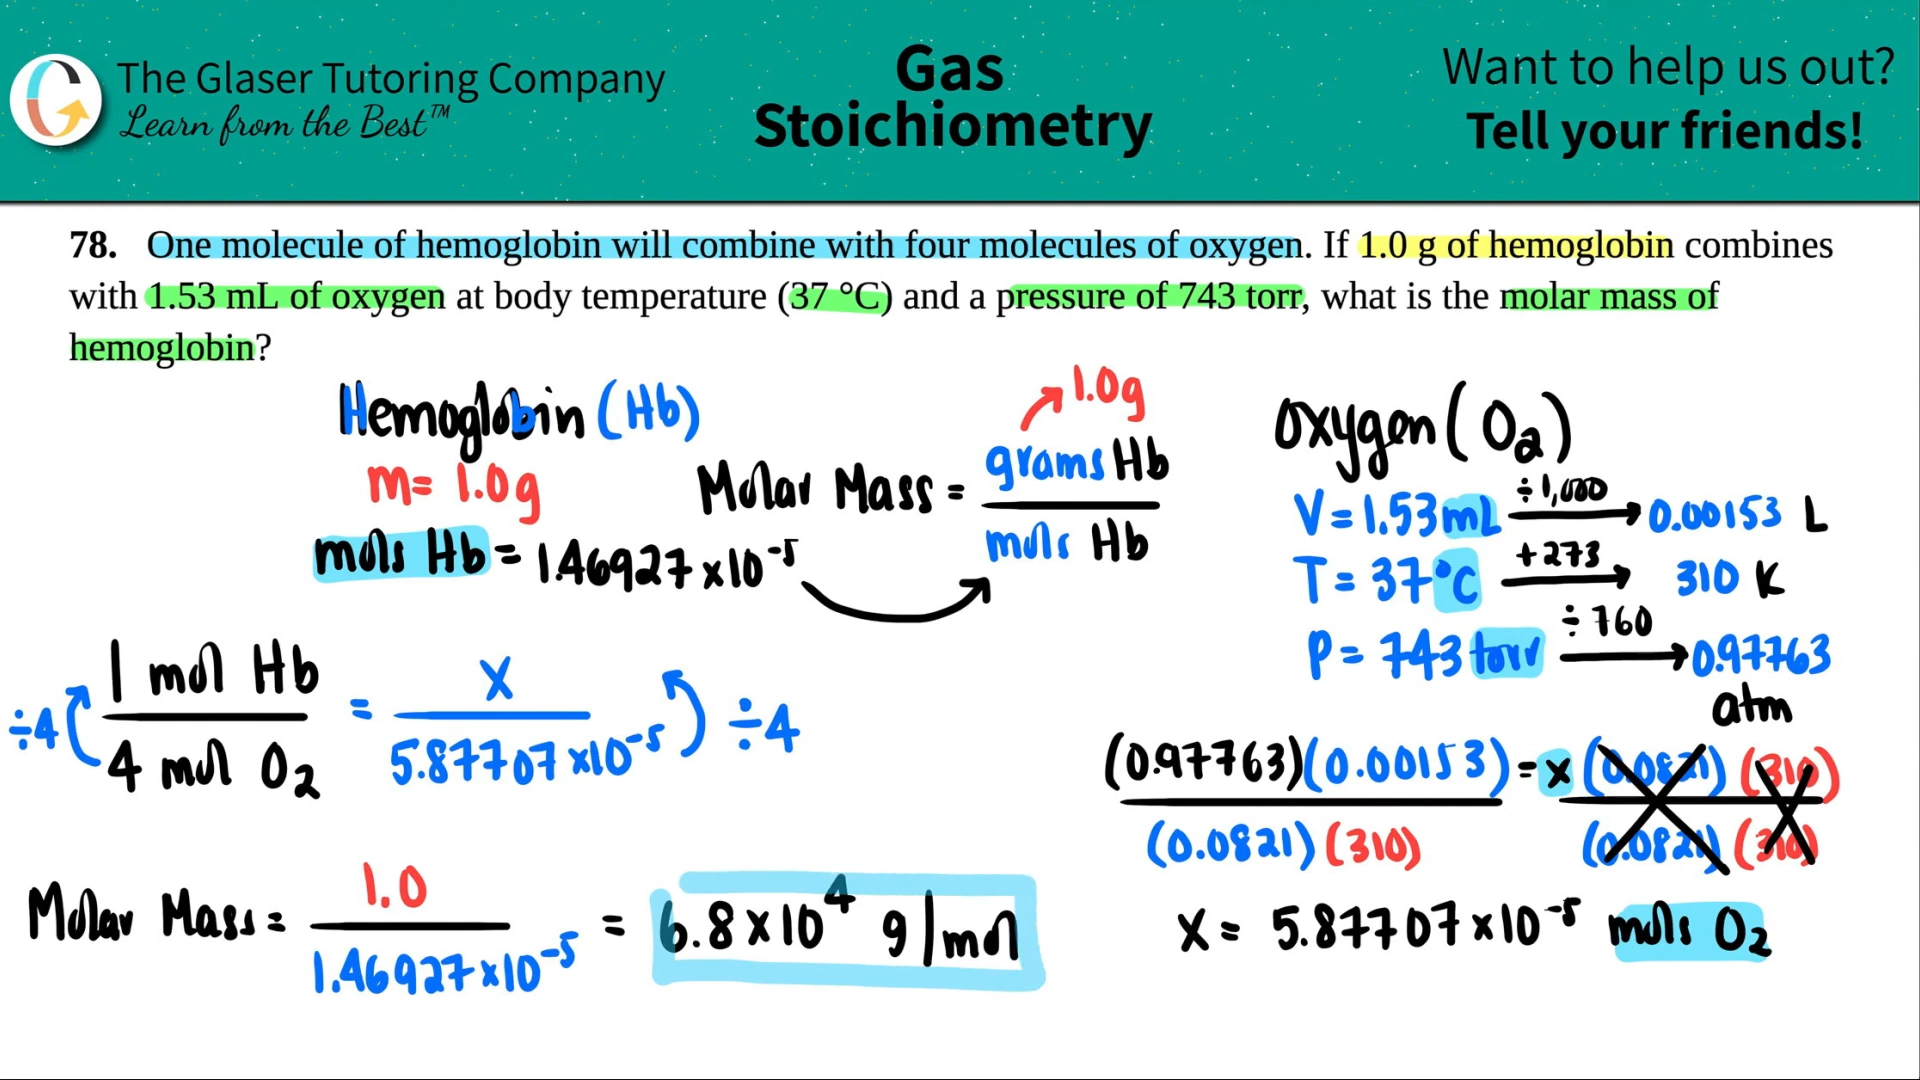 The Glaser Tutoring Company
Learn from the Best™
Gas
Stoichiometry
Want to help us out?
Tell your friends!
78. One molecule of hemoglobin will combine with four molecules of oxygen. If 1.0 g of hemoglobin combines
with 1.53 mL of oxygen at body temperature (37 °C) and a pressure of 743 torr, what is the molar mass of
hemoglobin?
Hemoglobin (Hb)
m = 1.0g
mols Hb = 1.46927 x 10⁻⁵
Molar Mass = grams Hb
mols Hb
1.0g
Oxygen (O₂)
V = 1.53 mL ÷1,000 → 0.00153 L
T = 37°C +273 → 310 K
P = 743 torr ÷760 → 0.97763
atm
÷4 1 mol Hb = X ÷4
4 mol O₂ 5.87707 x10⁻⁵
(0.97763)(0.00153) = x (0.0821) (310)
(0.0821) (310) (0.0821) (310)
X = 5.87707 x10⁻⁵ mols O₂
Molar Mass = 1.0 = 6.8 x 10⁴ g/mol
1.46927 x10⁻⁵